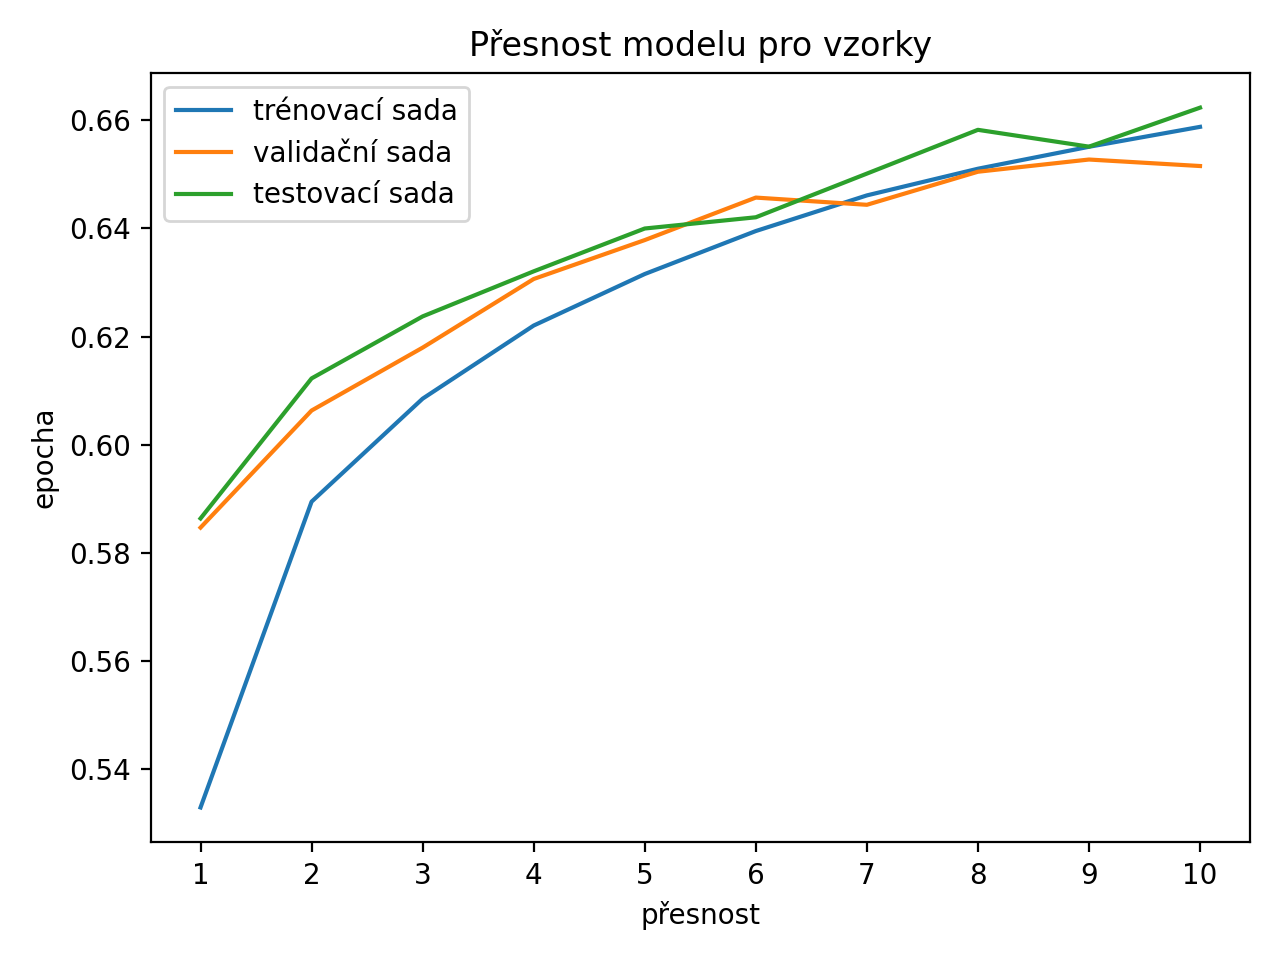 Přesnost modelu pro vzorky
trénovací sada
validační sada
testovací sada
0.66
0.64
0.62
0.60
0.58
0.56
0.54
epocha
1 2 3 4 5 6 7 8 9 10
přesnost